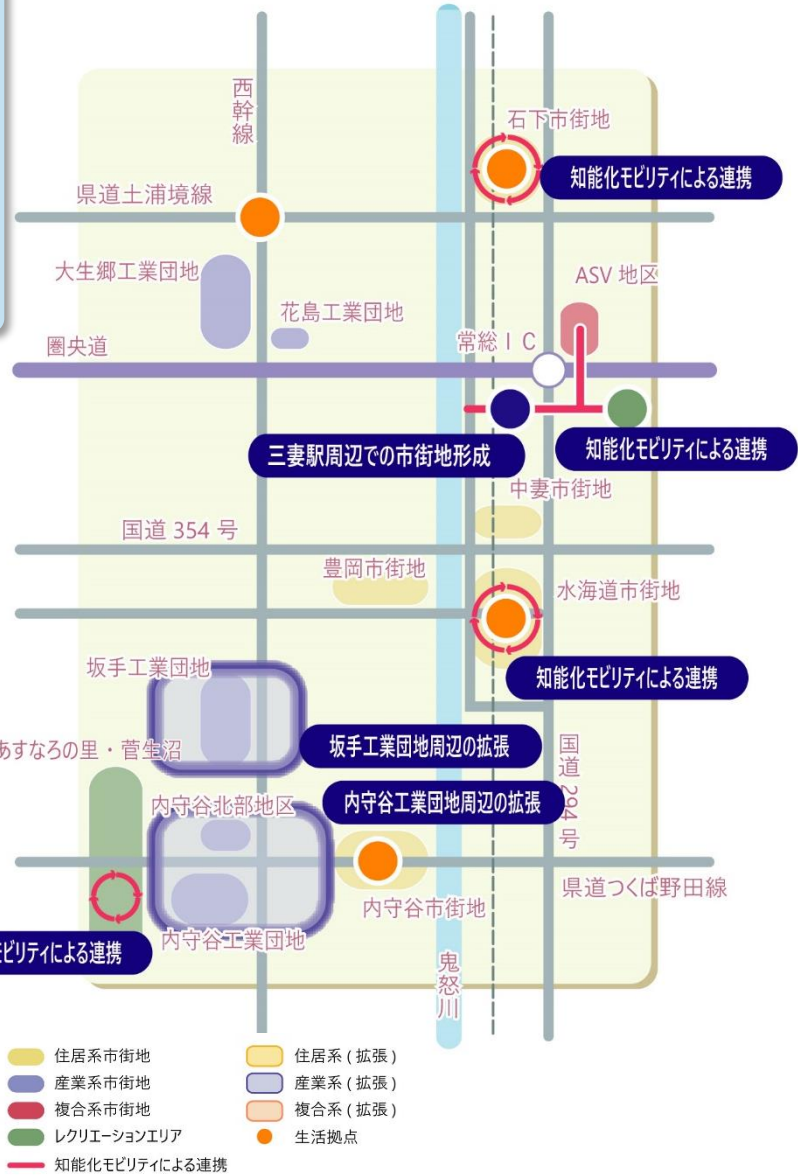 西幹線
石下市街地
知能化モビリティによる連携
県道土浦境線
大生郷工業団地
ASV 地区
花島工業団地
圏央道
常総ＩＣ
三妻駅周辺での市街地形成
知能化モビリティによる連携
中妻市街地
国道 354 号
豊岡市街地
水海道市街地
坂手工業団地
知能化モビリティによる連携
あすなろの里・菅生沼
坂手工業団地周辺の拡張
国道 294 号
内守谷北部地区
内守谷工業団地周辺の拡張
県道つくば野田線
内守谷市街地
内守谷工業団地
モビリティによる連携
鬼怒川
住居系市街地
住居系 ( 拡張 )
産業系市街地
産業系 ( 拡張 )
複合系市街地
複合系 ( 拡張 )
レクリエーションエリア
生活拠点
知能化モビリティによる連携